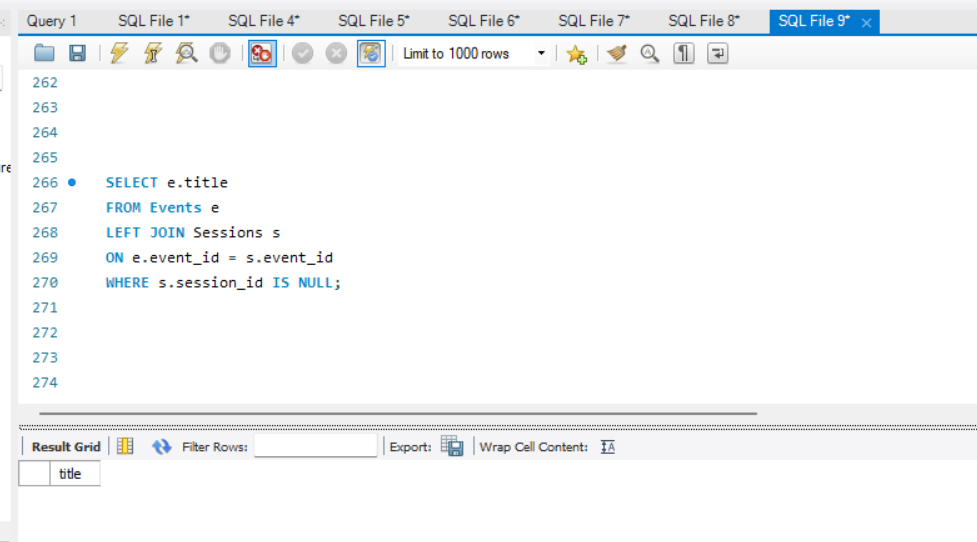 Query 1 SQL File 1* SQL File 4* SQL File 5* SQL File 6* SQL File 7* SQL File 8* SQL File 9* ×
Limit to 1000 rows
262
263
264
265
266 SELECT e.title
267 FROM Events e
268 LEFT JOIN Sessions s
269 ON e.event_id = s.event_id
270 WHERE s.session_id IS NULL;
271
272
273
274
Result Grid Filter Rows: Export: Wrap Cell Content:
title